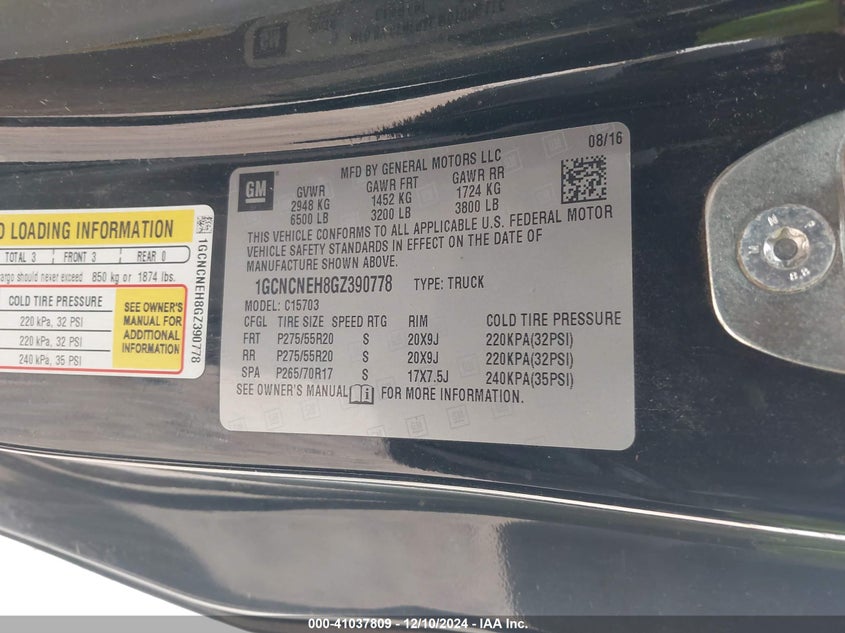 GM
MFD BY GENERAL MOTORS LLC
08/16
GVWR GAWR FRT GAWR RR
2948 KG 1452 KG 1724 KG
6500 LB 3200 LB 3800 LB
THIS VEHICLE CONFORMS TO ALL APPLICABLE U.S. FEDERAL MOTOR
VEHICLE SAFETY STANDARDS IN EFFECT ON THE DATE OF
MANUFACTURE SHOWN ABOVE.
1GCNCNEH8GZ390778 TYPE: TRUCK
MODEL: C15703
CFGL TIRE SIZE SPEED RTG RIM COLD TIRE PRESSURE
FRT P275/55R20 S 20X9J 220KPA(32PSI)
RR P275/55R20 S 20X9J 220KPA(32PSI)
SPA P265/70R17 S 17X7.5J 240KPA(35PSI)
SEE OWNER'S MANUAL FOR MORE INFORMATION.
D LOADING INFORMATION
TOTAL 3 FRONT 3 REAR 0
argo should never exceed 850 kg or 1874 lbs.
COLD TIRE PRESSURE
220 kPa, 32 PSI
220 kPa, 32 PSI
240 kPa, 35 PSI
SEE OWNER'S
MANUAL FOR
ADDITIONAL
INFORMATION
1GCNCNEH8GZ390778
000-41037809 - 12/10/2024 - IAA Inc.